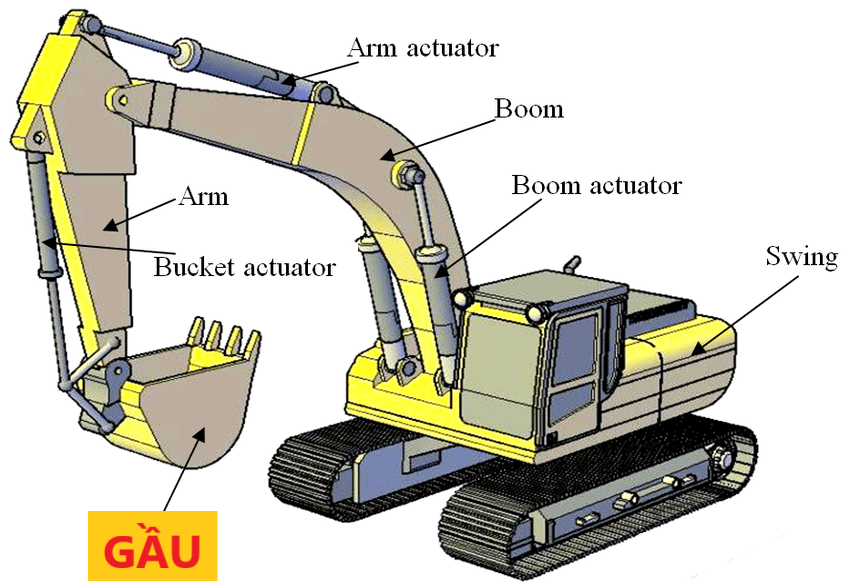 Arm actuator
Boom
Boom actuator
Arm
Swing
Bucket actuator
GẦU